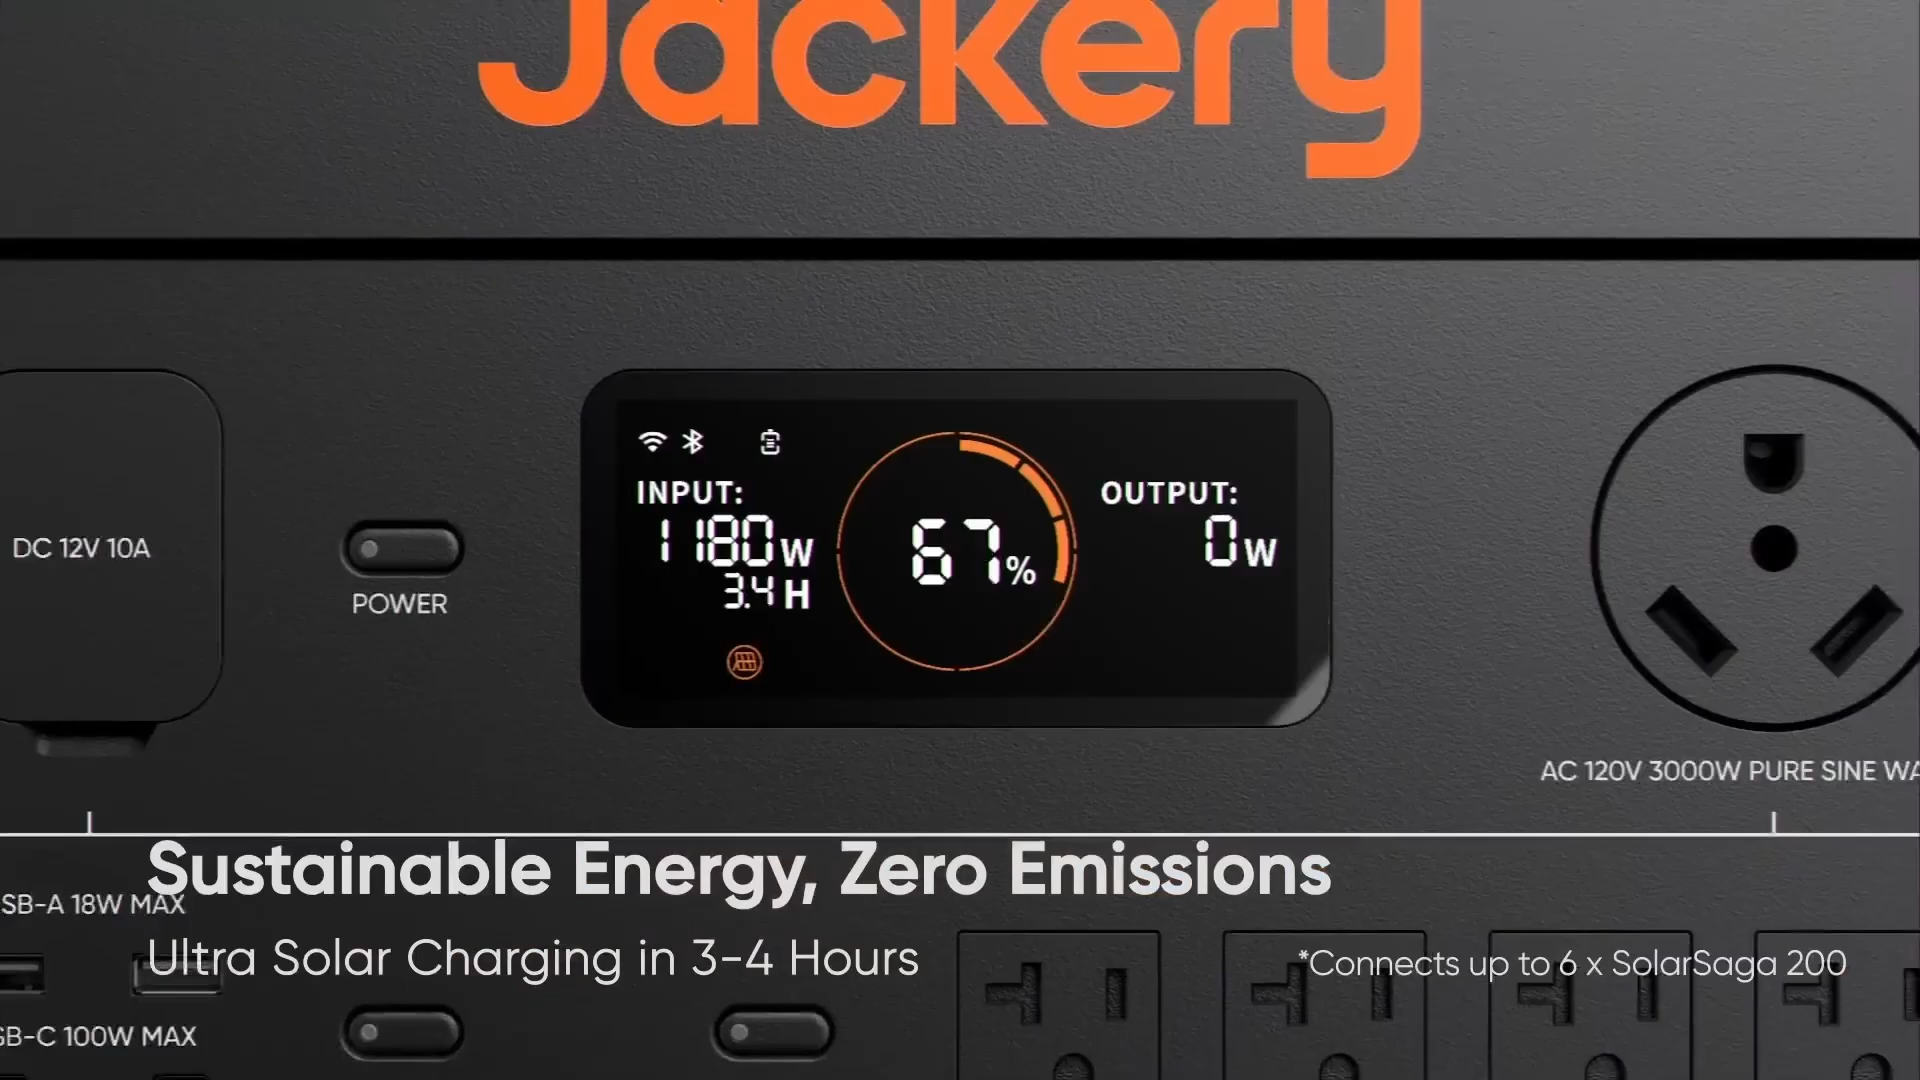 Jackery
INPUT:
1180W
3.4H
67%
OUTPUT:
0W
DC 12V 10A
POWER
AC 120V 3000W PURE SINE
Sustainable Energy, Zero Emissions
SB-A 18W MAX
Ultra Solar Charging in 3-4 Hours
*Connects up to 6 x SolarSaga 200
SB-C 100W MAX